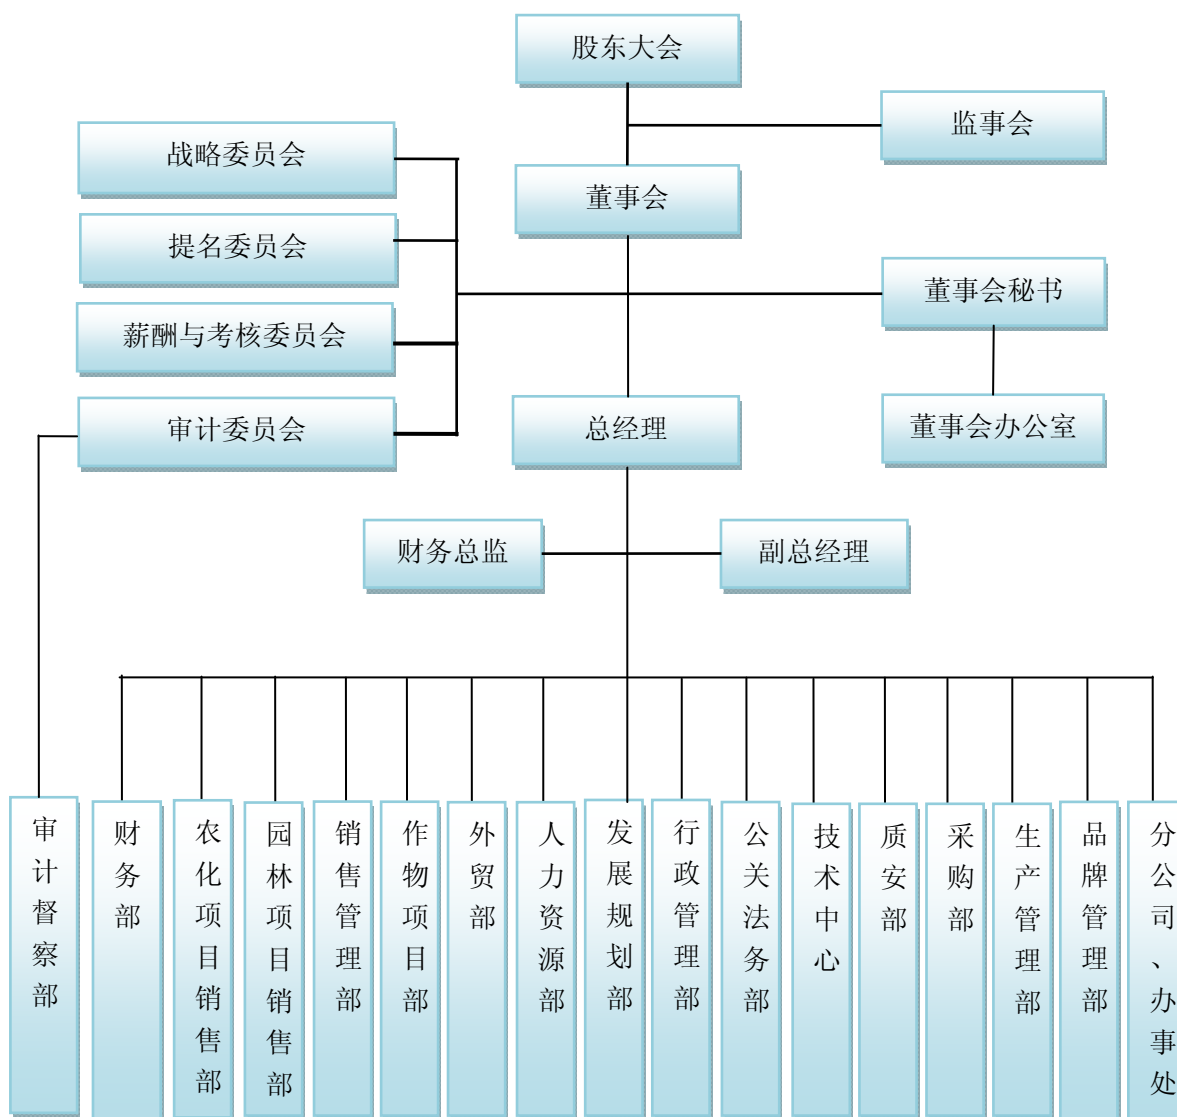 股东大会
监事会
战略委员会
董事会
提名委员会
董事会秘书
薪酬与考核委员会
审计委员会
总经理
董事会办公室
财务总监
副总经理
审计督察部
财务部
农化项目销售部
园林项目销售部
销售管理部
作物项目部
外贸部
人力资源部
发展规划部
行政管理部
公关法务部
技术中心
质安部
采购部
生产管理部
品牌管理部
分公司、办事处